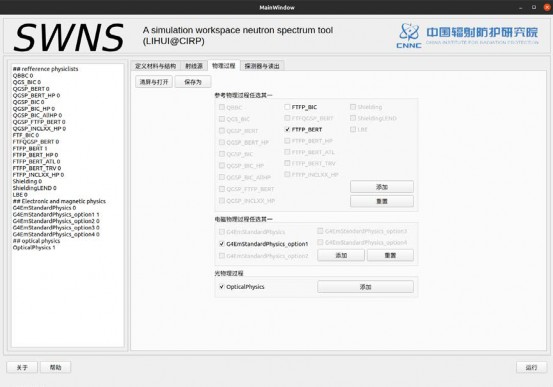 MainWindow
SWNS
A simulation workspace neutron spectrum tool
(LIHUI@CIRP)
CNNC
中国辐射防护研究院
CHINA INSTITUTE FOR RADIATION PROTECTION
定义材料与结构 射线源 物理过程 探测器与读出
清屏与打开 保存为
## refference physiclists
QBBC 0
QGS_BIC 0
QGSP_BERT 0
QGSP_BERT_HP 0
QGSP_BIC 0
QGSP_BIC_HP 0
QGSP_BIC_AllHP 0
QGSP_FTFP_BERT 0
QGSP_INCLXX_HP 0
FTF_BIC 0
FTFQGSP_BERT 0
FTFP_BERT 1
FTFP_BERT_HP 0
FTFP_BERT_ATL 0
FTFP_BERT_TRV 0
FTFP_INCLXX_HP 0
Shielding 0
ShieldingLEND 0
LBE 0
## Electronic and magnetic physics
G4EmStandardPhysics 0
G4EmStandardPhysics_option1 1
G4EmStandardPhysics_option2 0
G4EmStandardPhysics_option3 0
G4EmStandardPhysics_option4 0
## optical physics
OpticalPhysics 1
参考物理过程任选其一
QBBC FTFP_BIC Shielding
QGS_BIC FTFQGSP_BERT ShieldingLEND
QGSP_BERT FTFP_BERT LBE
QGSP_BERT_HP FTFP_BERT_HP
QGSP_BIC FTFP_BERT_ATL
QGSP_BIC_HP FTFP_BERT_TRV
QGSP_BIC_AllHP FTFP_INCLXX_HP
QGSP_FTFP_BERT 添加
QGSP_INCLXX_HP 重置
电磁物理过程任选其一
G4EmStandardPhysics G4EmStandardPhysics_option3
G4EmStandardPhysics_option1 G4EmStandardPhysics_option4
G4EmStandardPhysics_option2 添加 重置
光物理过程
OpticalPhysics 添加
关于 帮助 运行